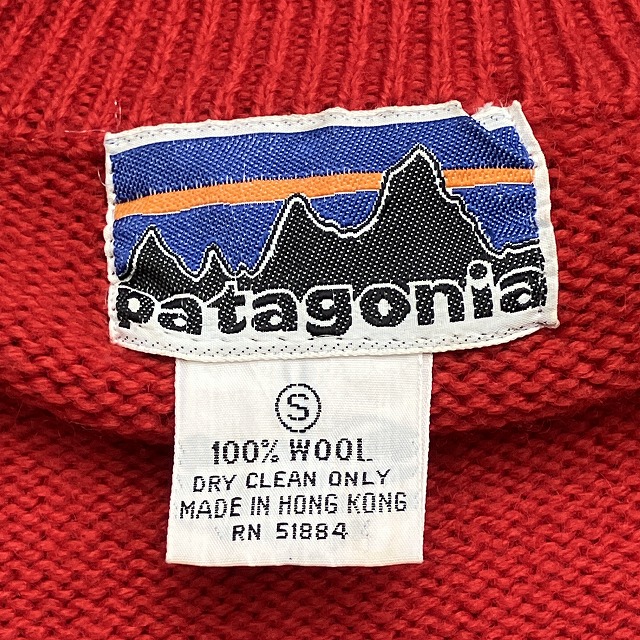 patagonia
S
100% WOOL
DRY CLEAN ONLY
MADE IN HONG KONG
RN 51884